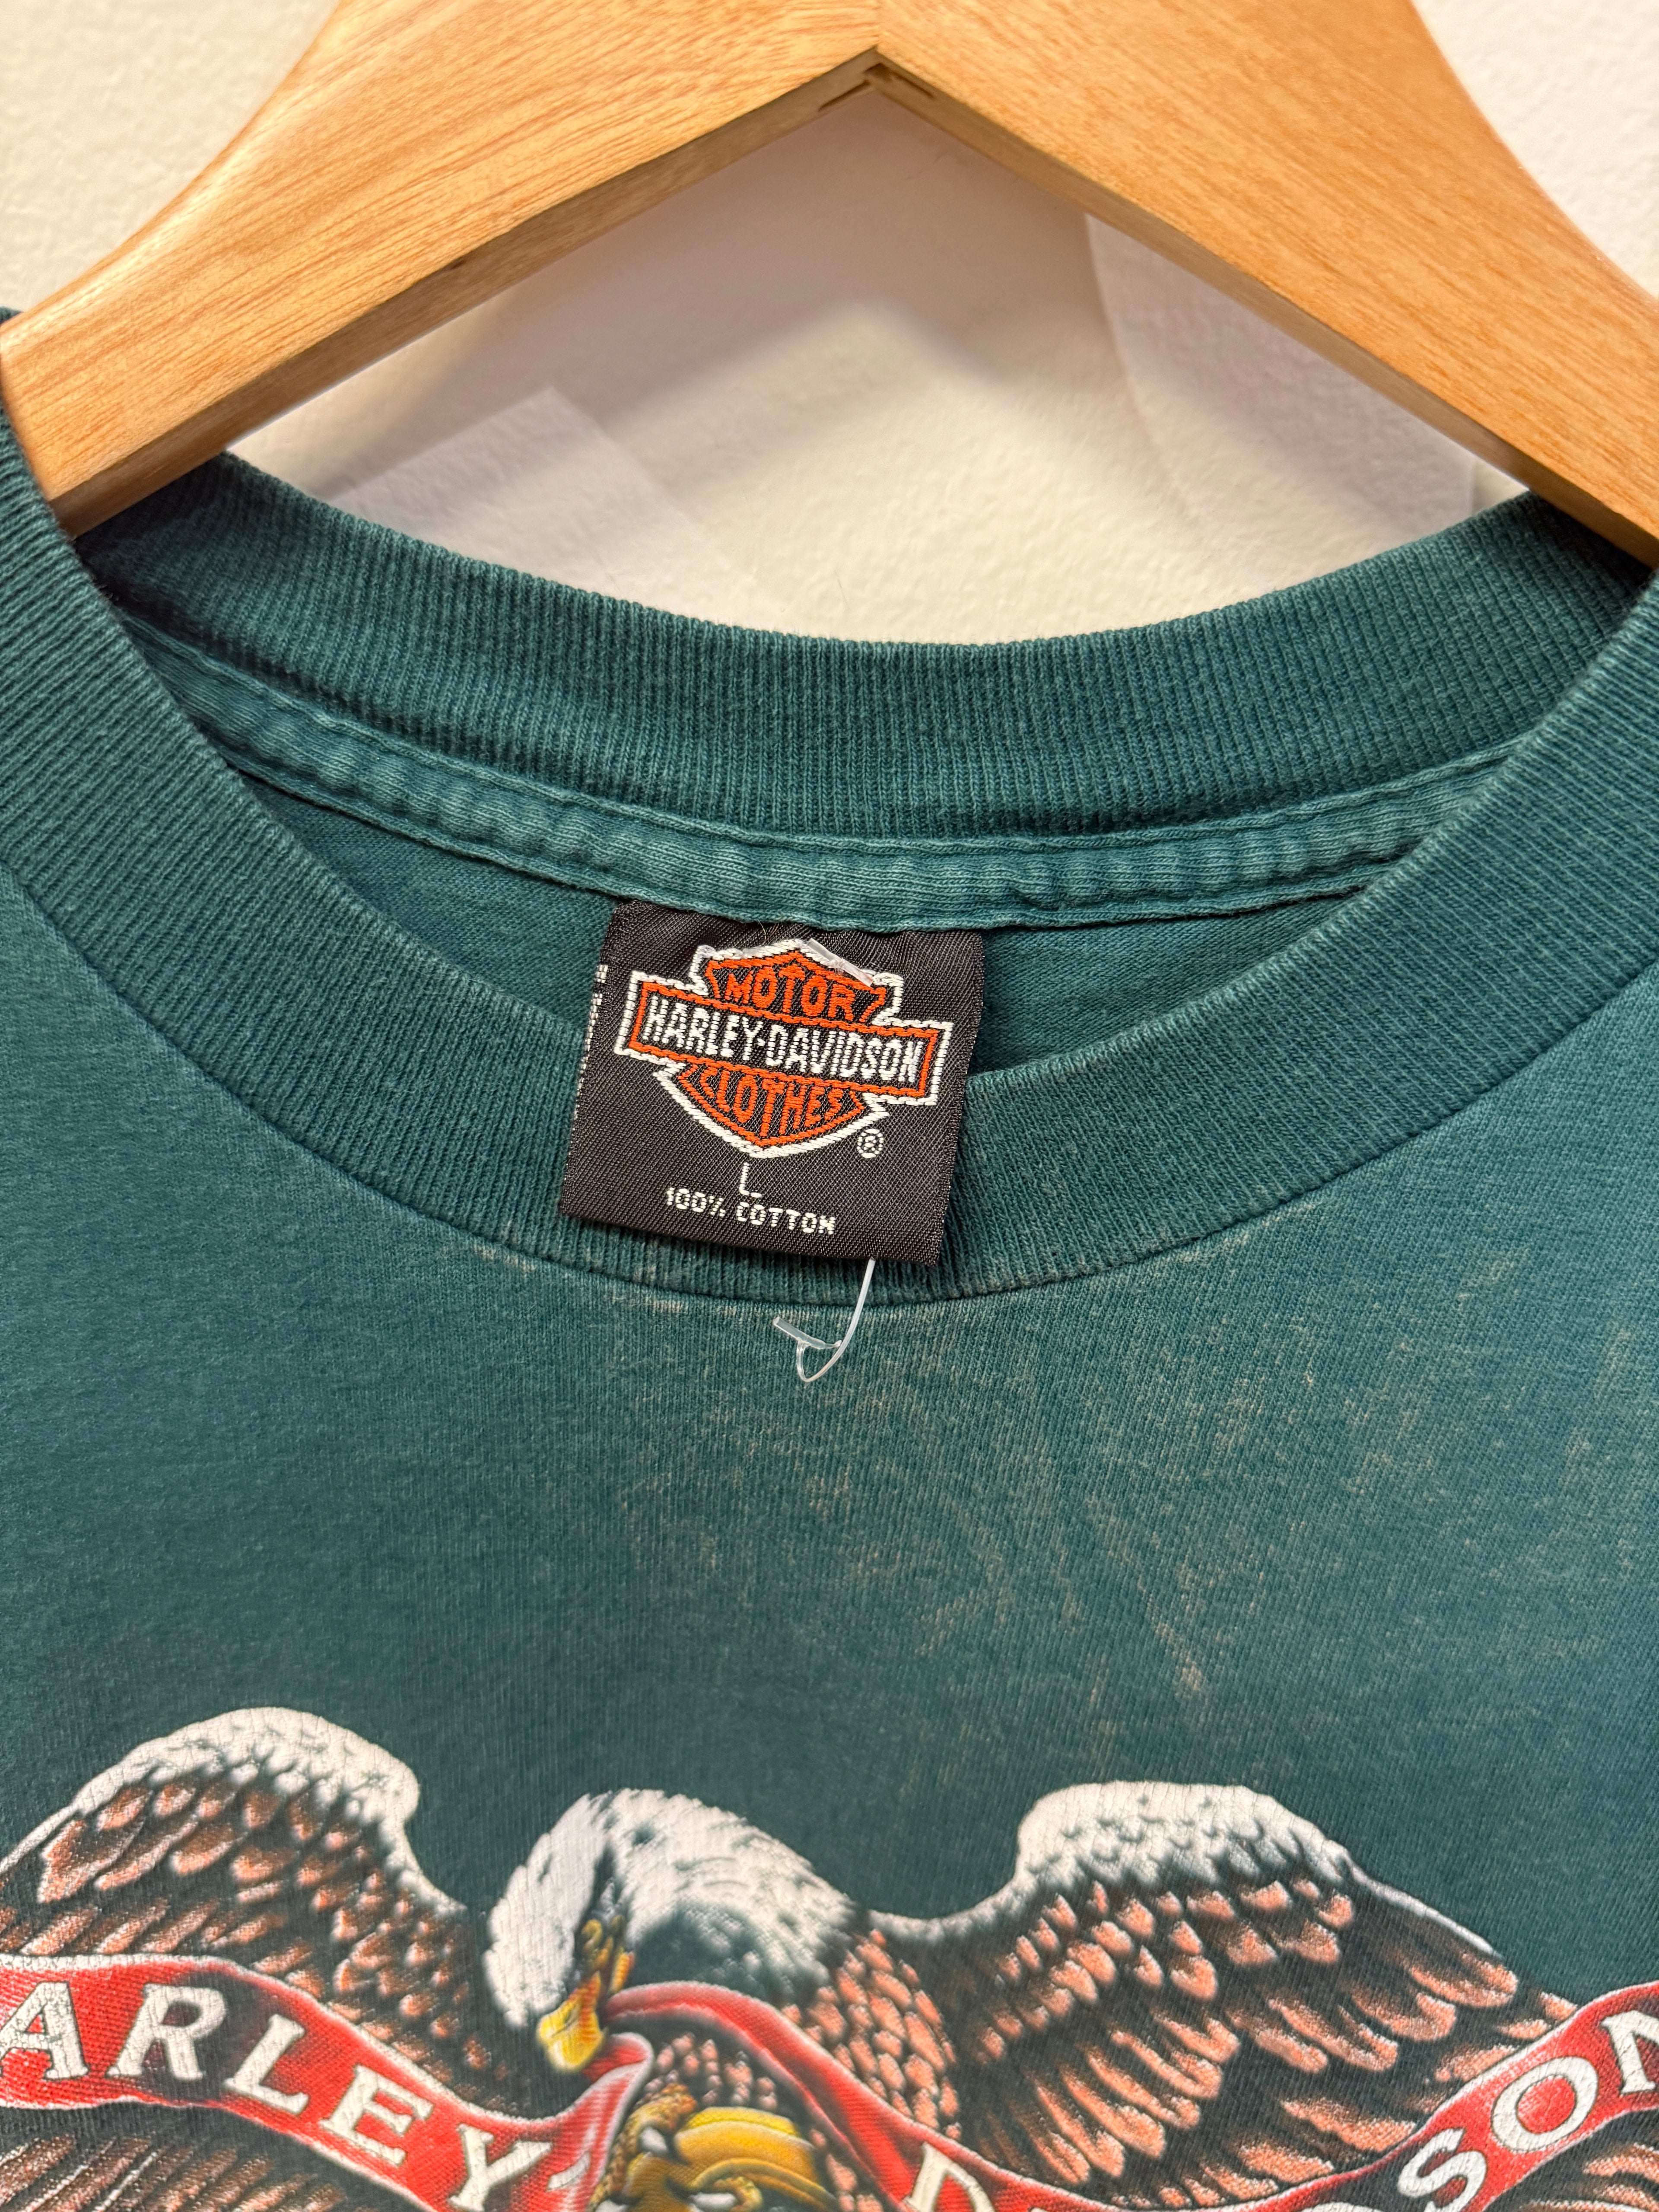 MOTOR
HARLEY-DAVIDSON
CLOTHES
®
L
100% COTTON
ARLEY
D
SON